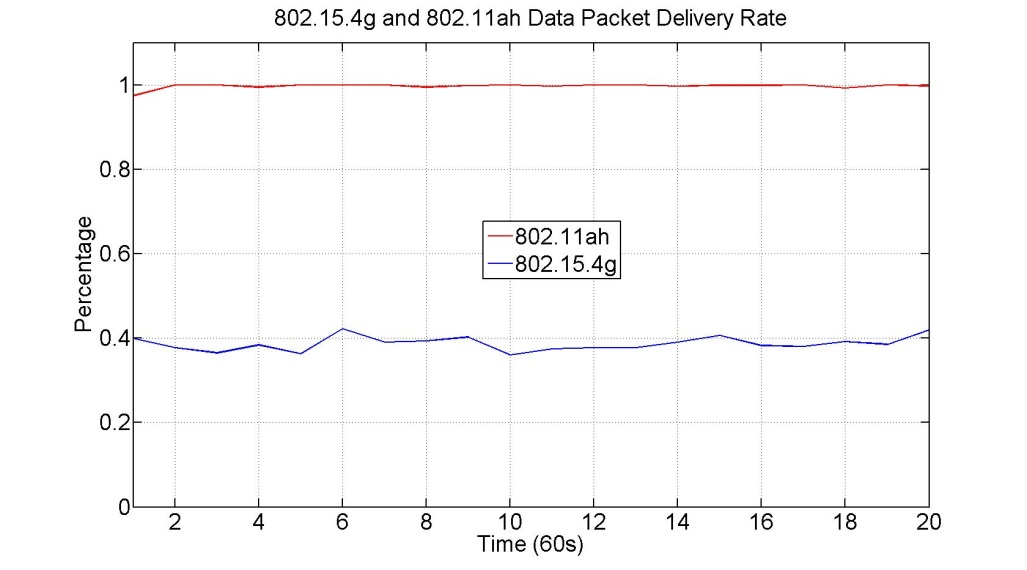 802.15.4g and 802.11ah Data Packet Delivery Rate
1
0.8
0.6
0.4
0.2
0
Percentage
802.11ah
802.15.4g
2 4 6 8 10 12 14 16 18 20
Time (60s)